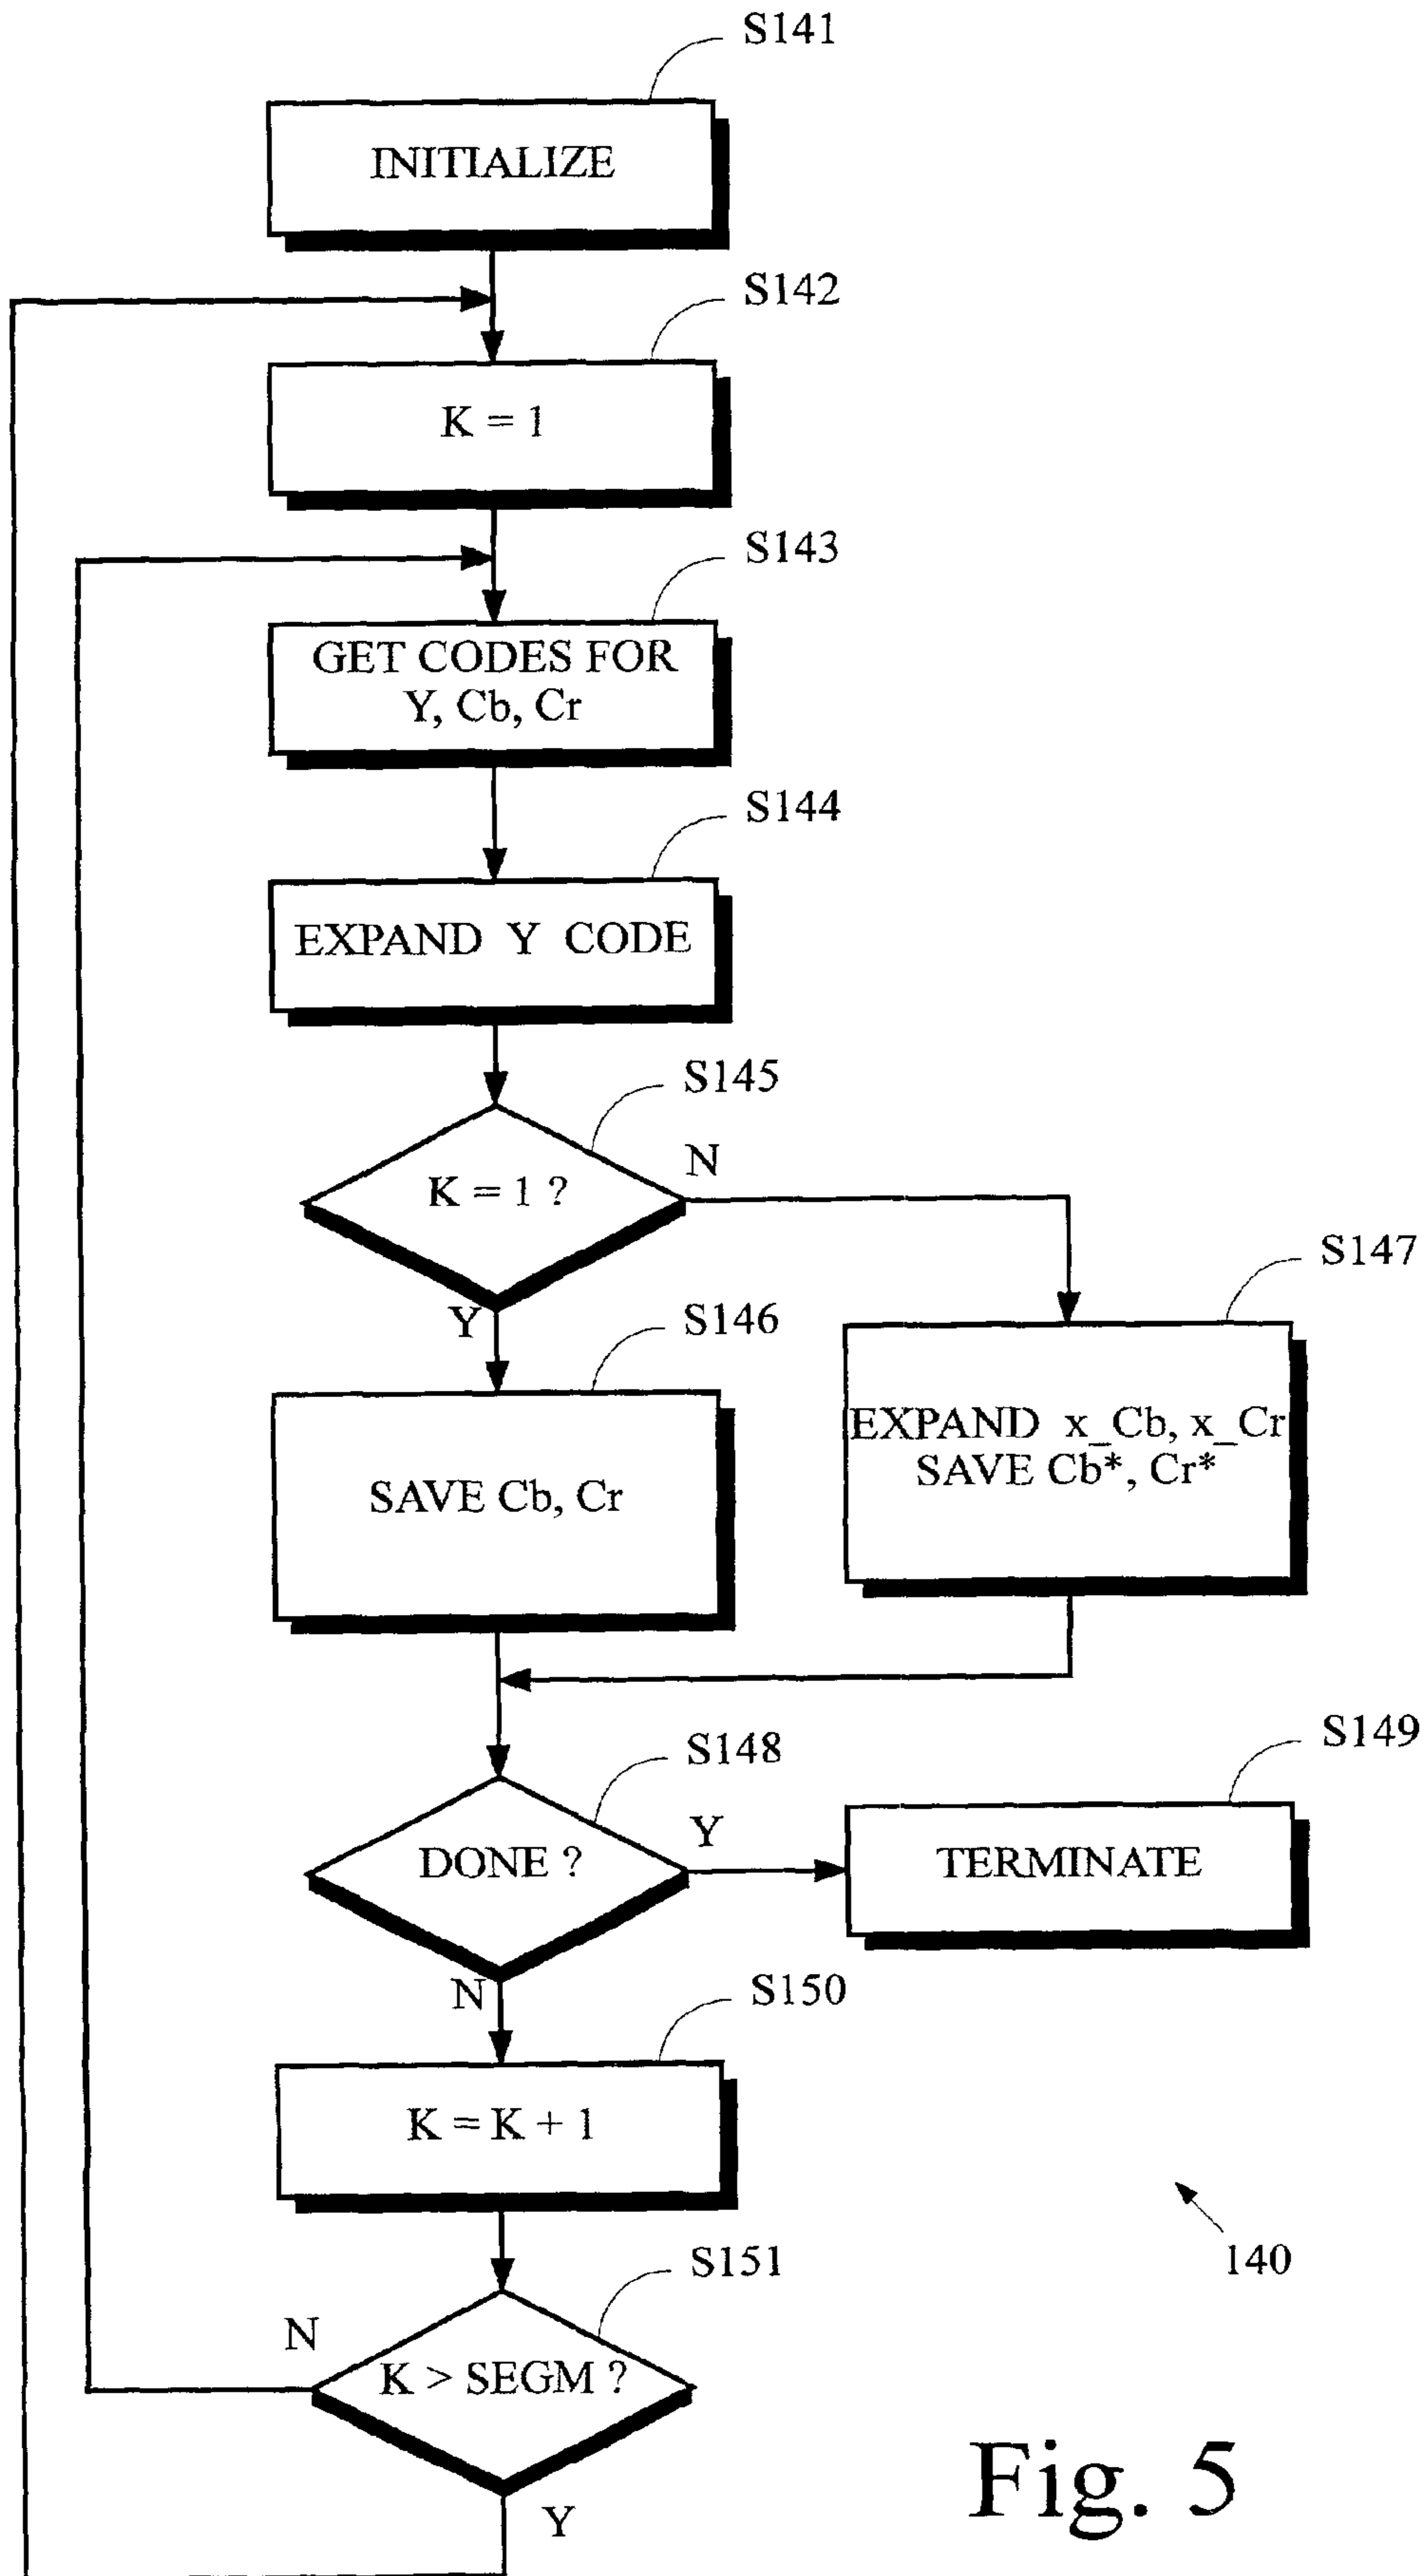 S141
INITIALIZE
S142
K = 1
S143
GET CODES FOR
Y, Cb, Cr
S144
EXPAND Y CODE
S145
K = 1 ?
N
Y
S147
EXPAND x_Cb, x_Cr
SAVE Cb*, Cr*
S146
SAVE Cb, Cr
S148
DONE ?
Y
N
S149
TERMINATE
S150
K = K + 1
140
S151
K > SEGM ?
N
Y
Fig. 5